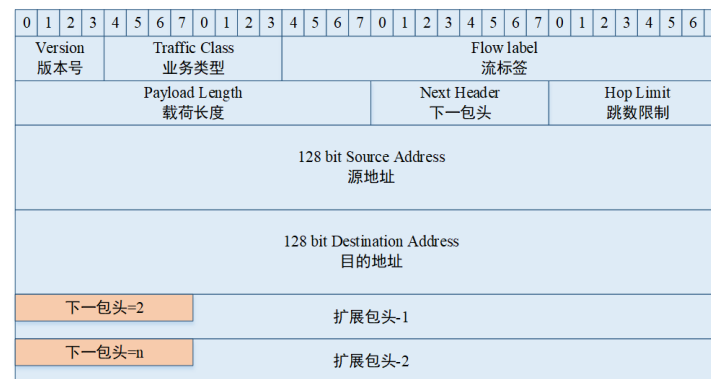 0 1 2 3 4 5 6 7 0 1 2 3 4 5 6 7 0 1 2 3 4 5 6 7 0 1 2 3 4 5 6
Version Traffic Class Flow label
版本号 业务类型 流标签
Payload Length Next Header Hop Limit
载荷长度 下一包头 跳数限制
128 bit Source Address
源地址
128 bit Destination Address
目的地址
下一包头=2
扩展包头-1
下一包头=n
扩展包头-2